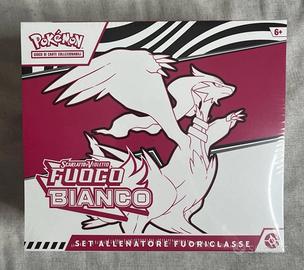 POKÉMON
GIOCO DI CARTE COLLEZIONABILI
6+
SCARLATTO E VIOLETTO
FUOCO
BIANCO
SET ALLENATORE FUORICLASSE